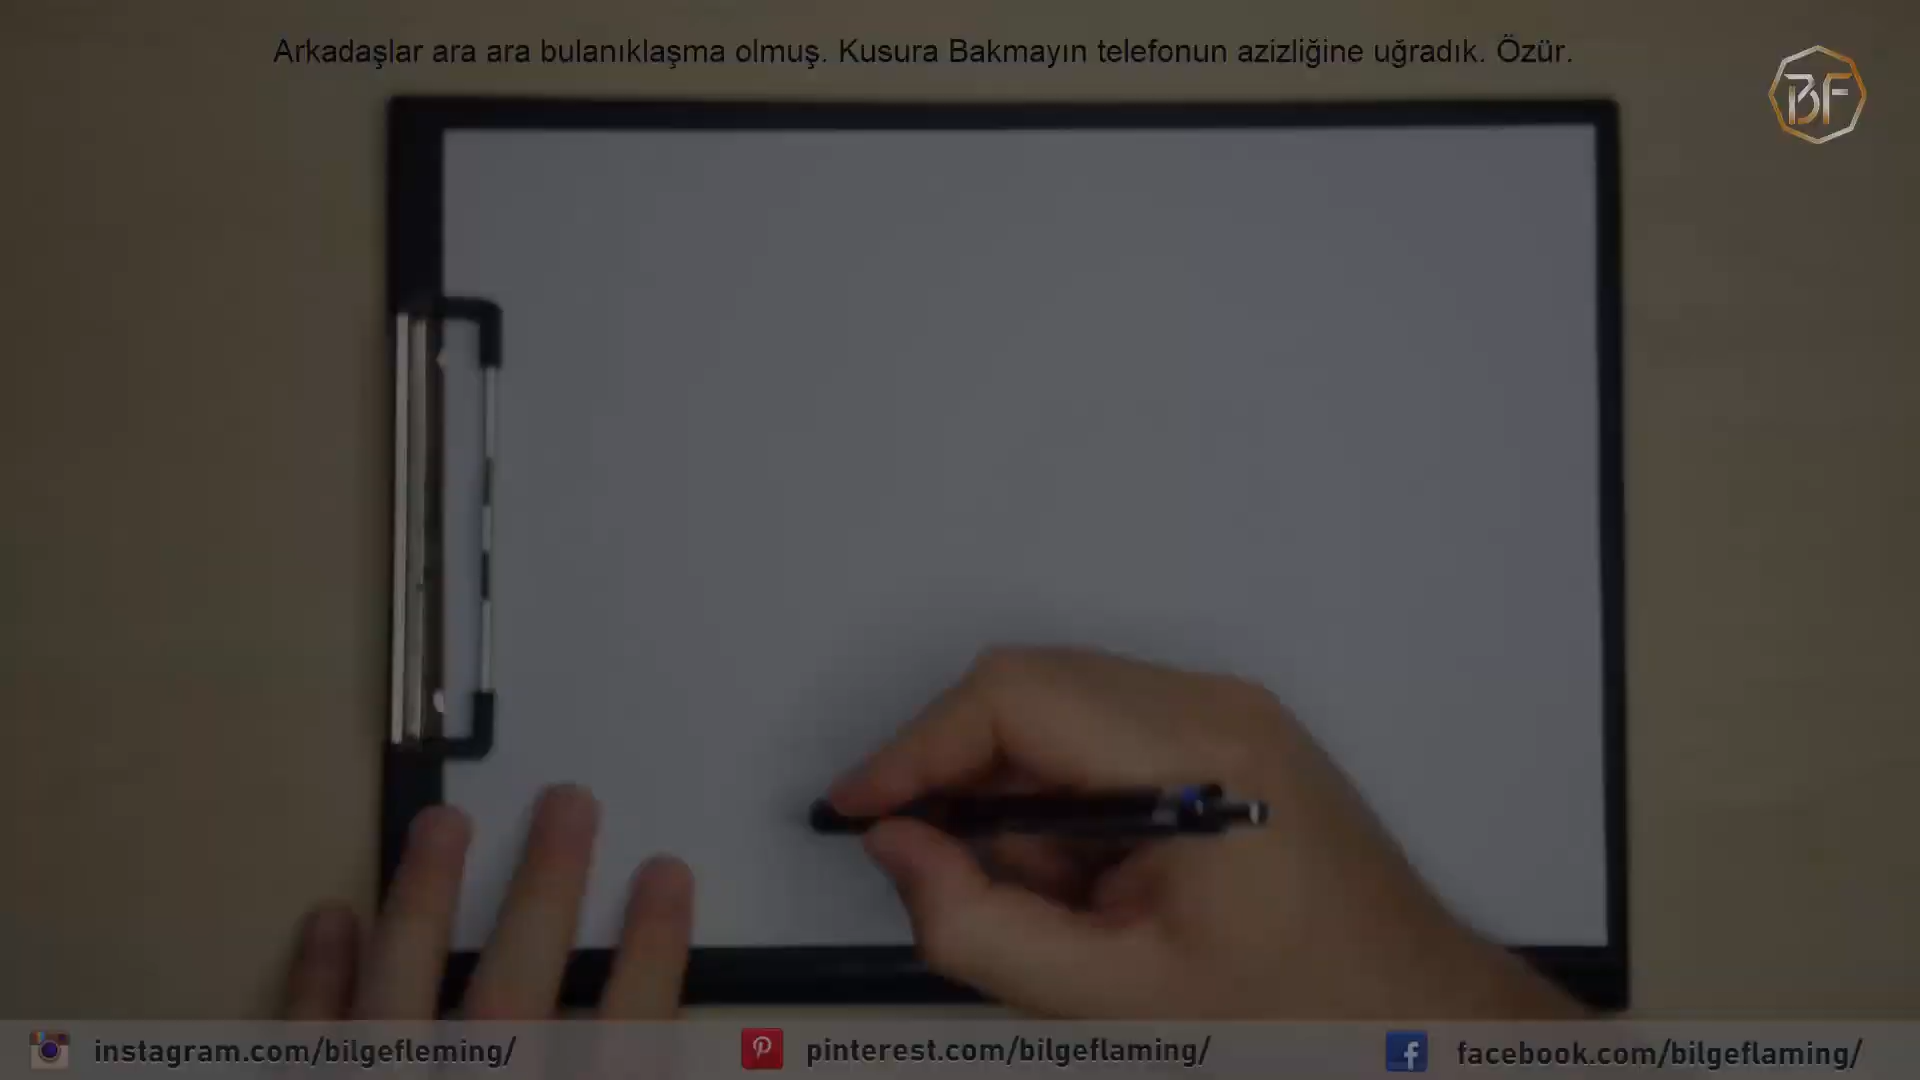 Arkadaşlar ara ara bulanıklaşma olmuş. Kusura Bakmayın telefonun azizliğine uğradık. Özür.
BF
instagram.com/bilgefleming/
pinterest.com/bilgeflaming/
facebook.com/bilgeflaming/